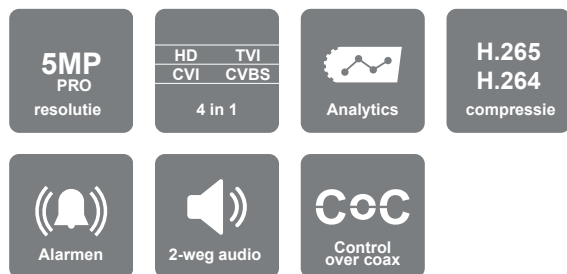 5MP
PRO
resolutie
HD TVI
CVI CVBS
4 in 1
Analytics
H.265
H.264
compressie
Alarmen
2-weg audio
CoC
Control
over coax